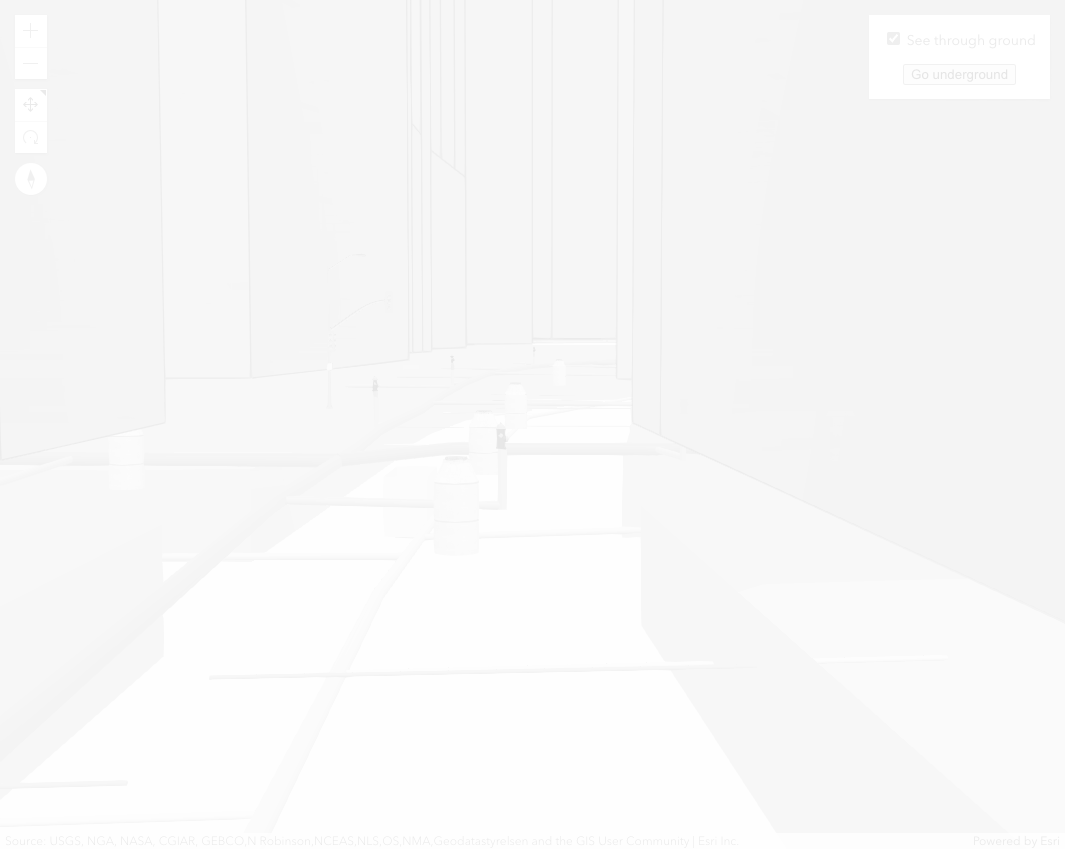 See through ground
Go underground
Source: USGS, NGA, NASA, CGIAR, GEBCO,N Robinson,NCEAS,NLS,OS,NMA,Geodatastyrelsen and the GIS User Community | Esri Inc
Powered by Esri